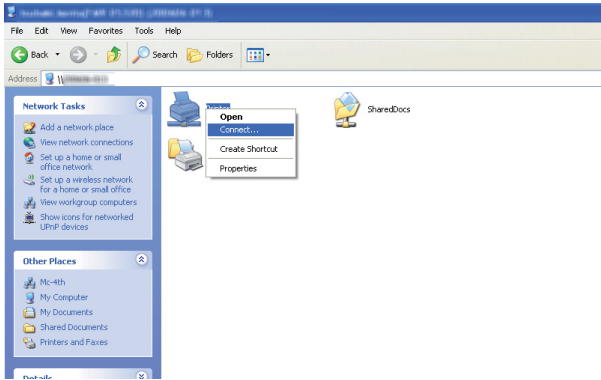 File Edit View Favorites Tools Help
Back Search Folders
Address \\
Network Tasks
Add a network place
View network connections
Set up a home or small
office network
Set up a wireless network
for a home or small office
View workgroup computers
Show icons for networked
UPnP devices
Other Places
Mc-4th
My Computer
My Documents
Shared Documents
Printers and Faxes
Details
Printer
Open
Connect...
Create Shortcut
Properties
SharedDocs